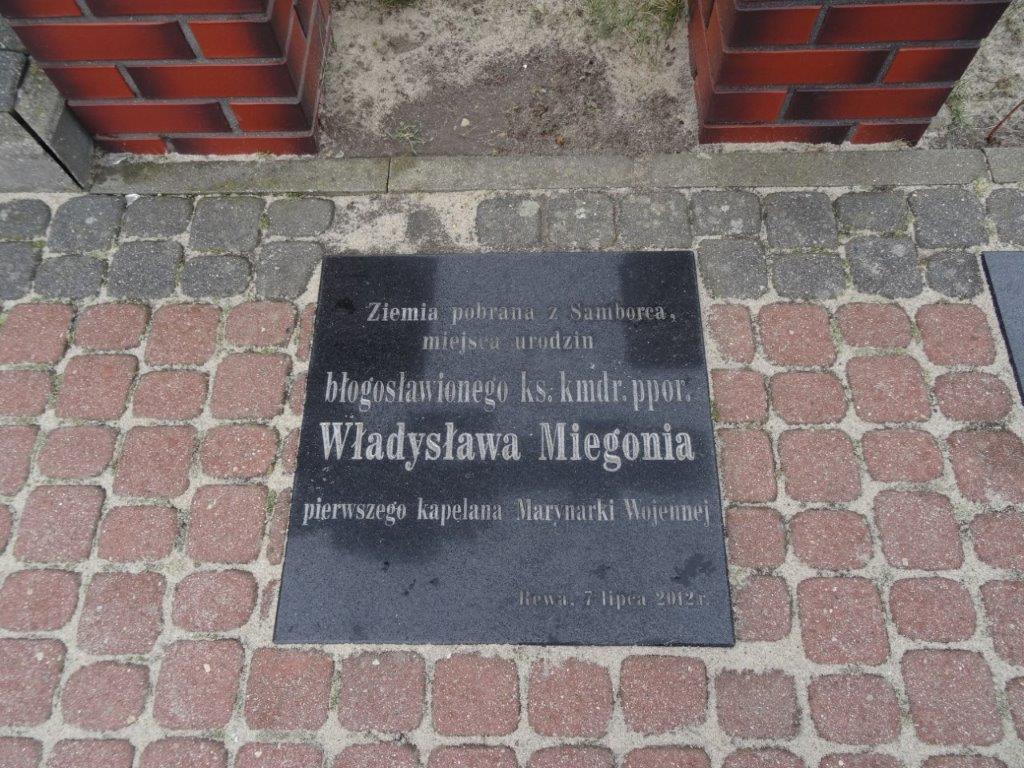 Ziemia pobrana z Samborca,
miejsca urodzin
błogosławionego ks. kmdr. ppor.
Władysława Miegonia
pierwszego kapelana Marynarki Wojennej
Rewa, 7 lipca 2012 r.